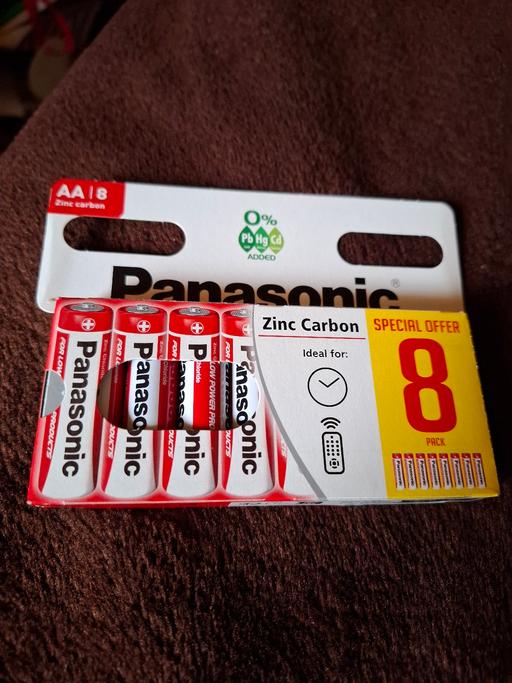 AA | 8
Zinc carbon
0%
Pb Hg Cd
ADDED
Panasonic®
Zinc Carbon
Ideal for:
SPECIAL OFFER
8
PACK
Panasonic
Panasonic
Panasonic
Panasonic